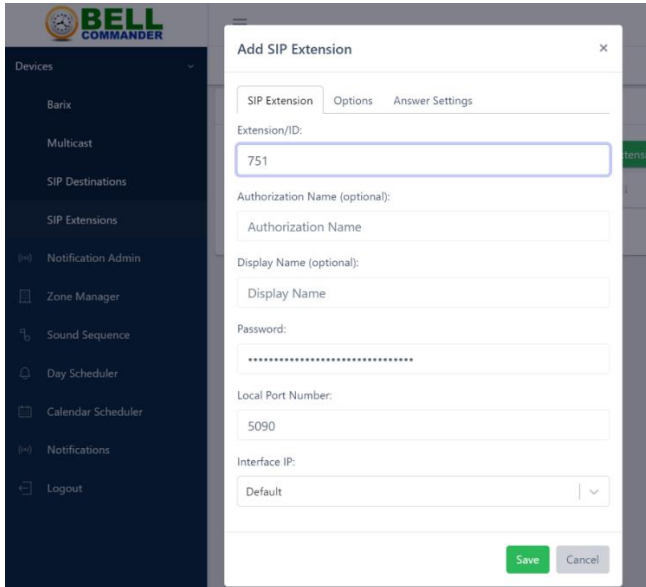 BELL
COMMANDER
Devices
Barix
Multicast
SIP Destinations
SIP Extensions
Notification Admin
Zone Manager
Sound Sequence
Day Scheduler
Calendar Scheduler
Notifications
Logout
Add SIP Extension
SIP Extension Options Answer Settings
Extension/ID:
751
Authorization Name (optional):
Authorization Name
Display Name (optional):
Display Name
Password:
••••••••••••••••••••••••••••••••
Local Port Number:
5090
Interface IP:
Default
Save Cancel